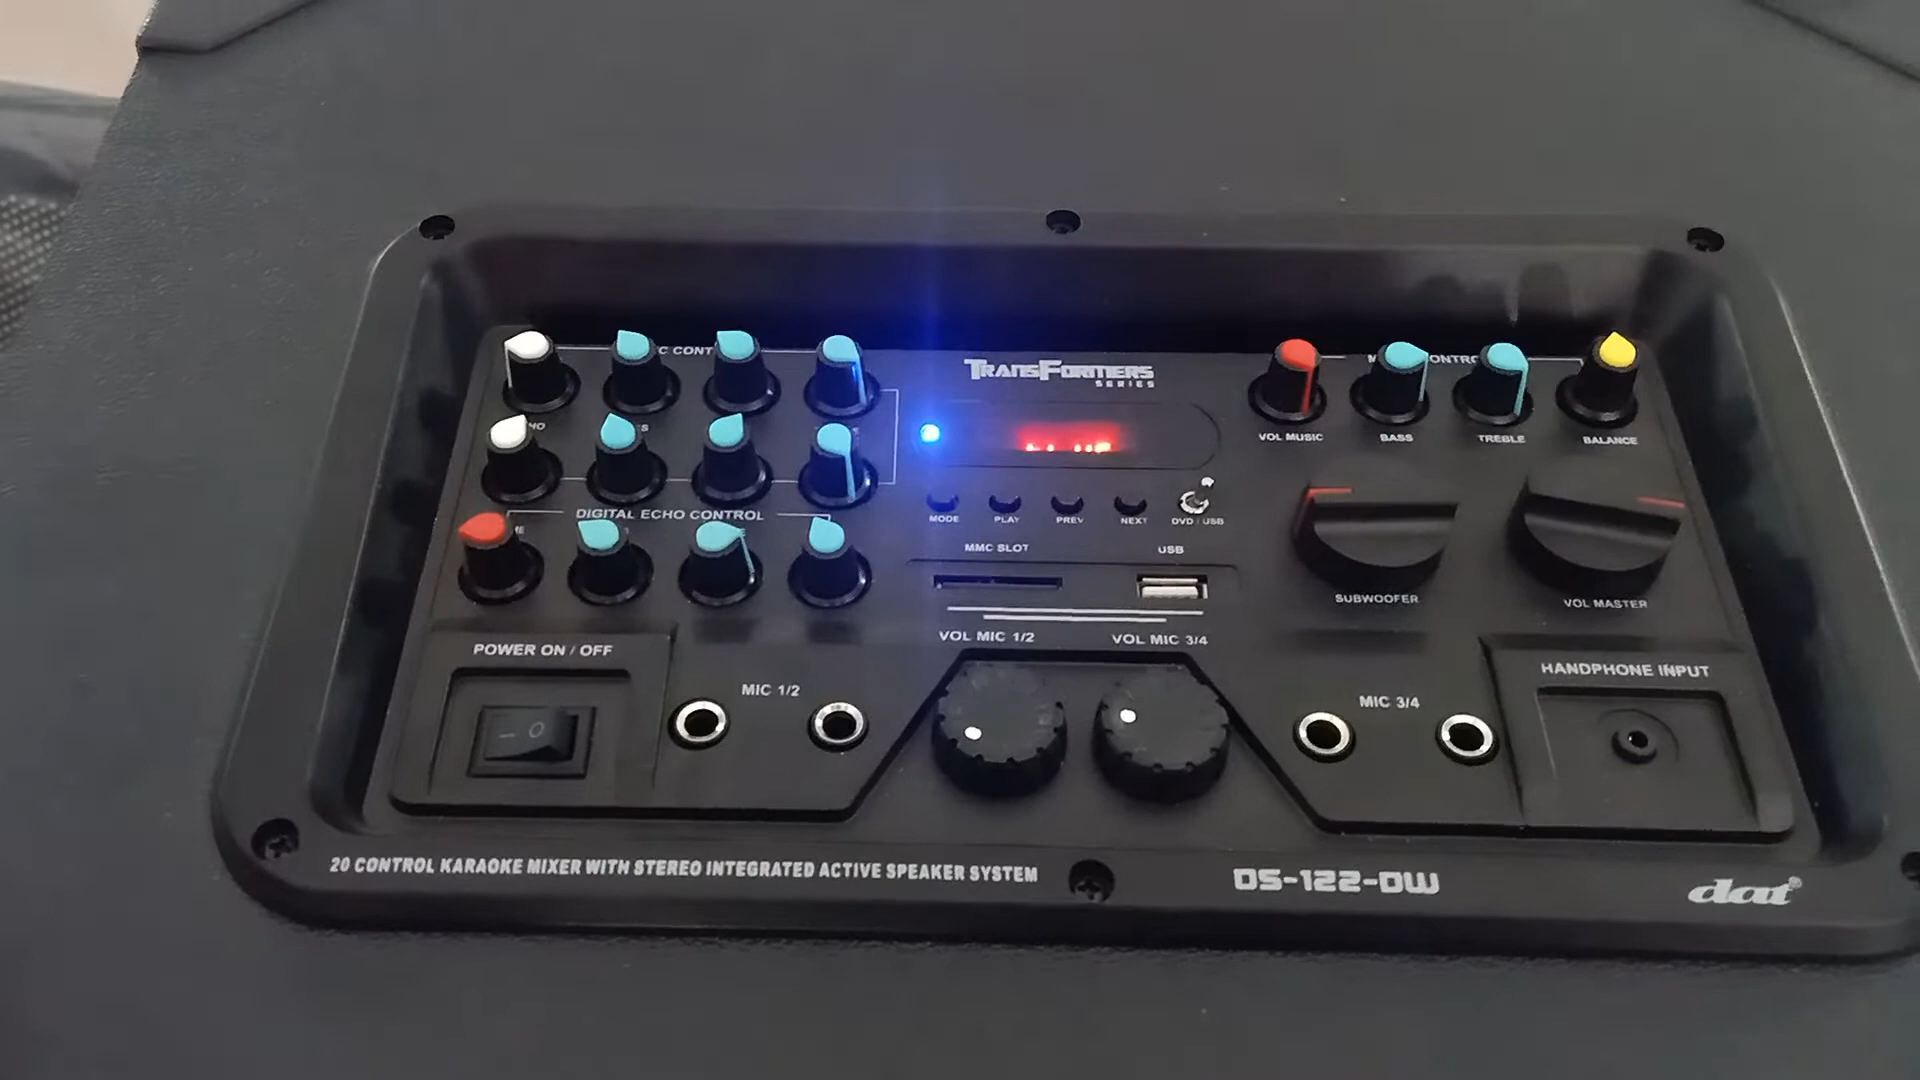 TRANSFORMERS
SERIES
DIGITAL ECHO CONTROL
MODE
PLAY
PREV
NEXT
DVD / USB
MMC SLOT
USB
VOL MUSIC
BASS
TREBLE
BALANCE
SUBWOOFER
VOL MASTER
VOL MIC 1/2
VOL MIC 3/4
POWER ON / OFF
MIC 1/2
MIC 3/4
HANDPHONE INPUT
20 CONTROL KARAOKE MIXER WITH STEREO INTEGRATED ACTIVE SPEAKER SYSTEM
DS-122-DW
dat®